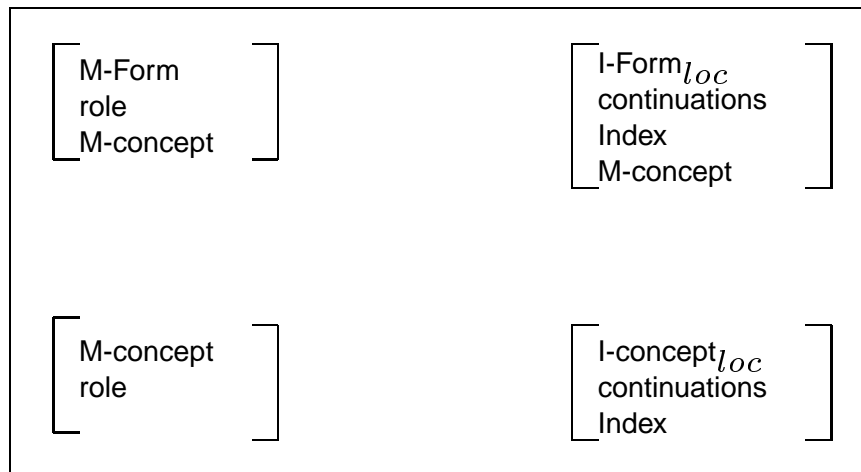 M-Form
role
M-concept
I-Form_loc
continuations
Index
M-concept
M-concept
role
I-concept_loc
continuations
Index